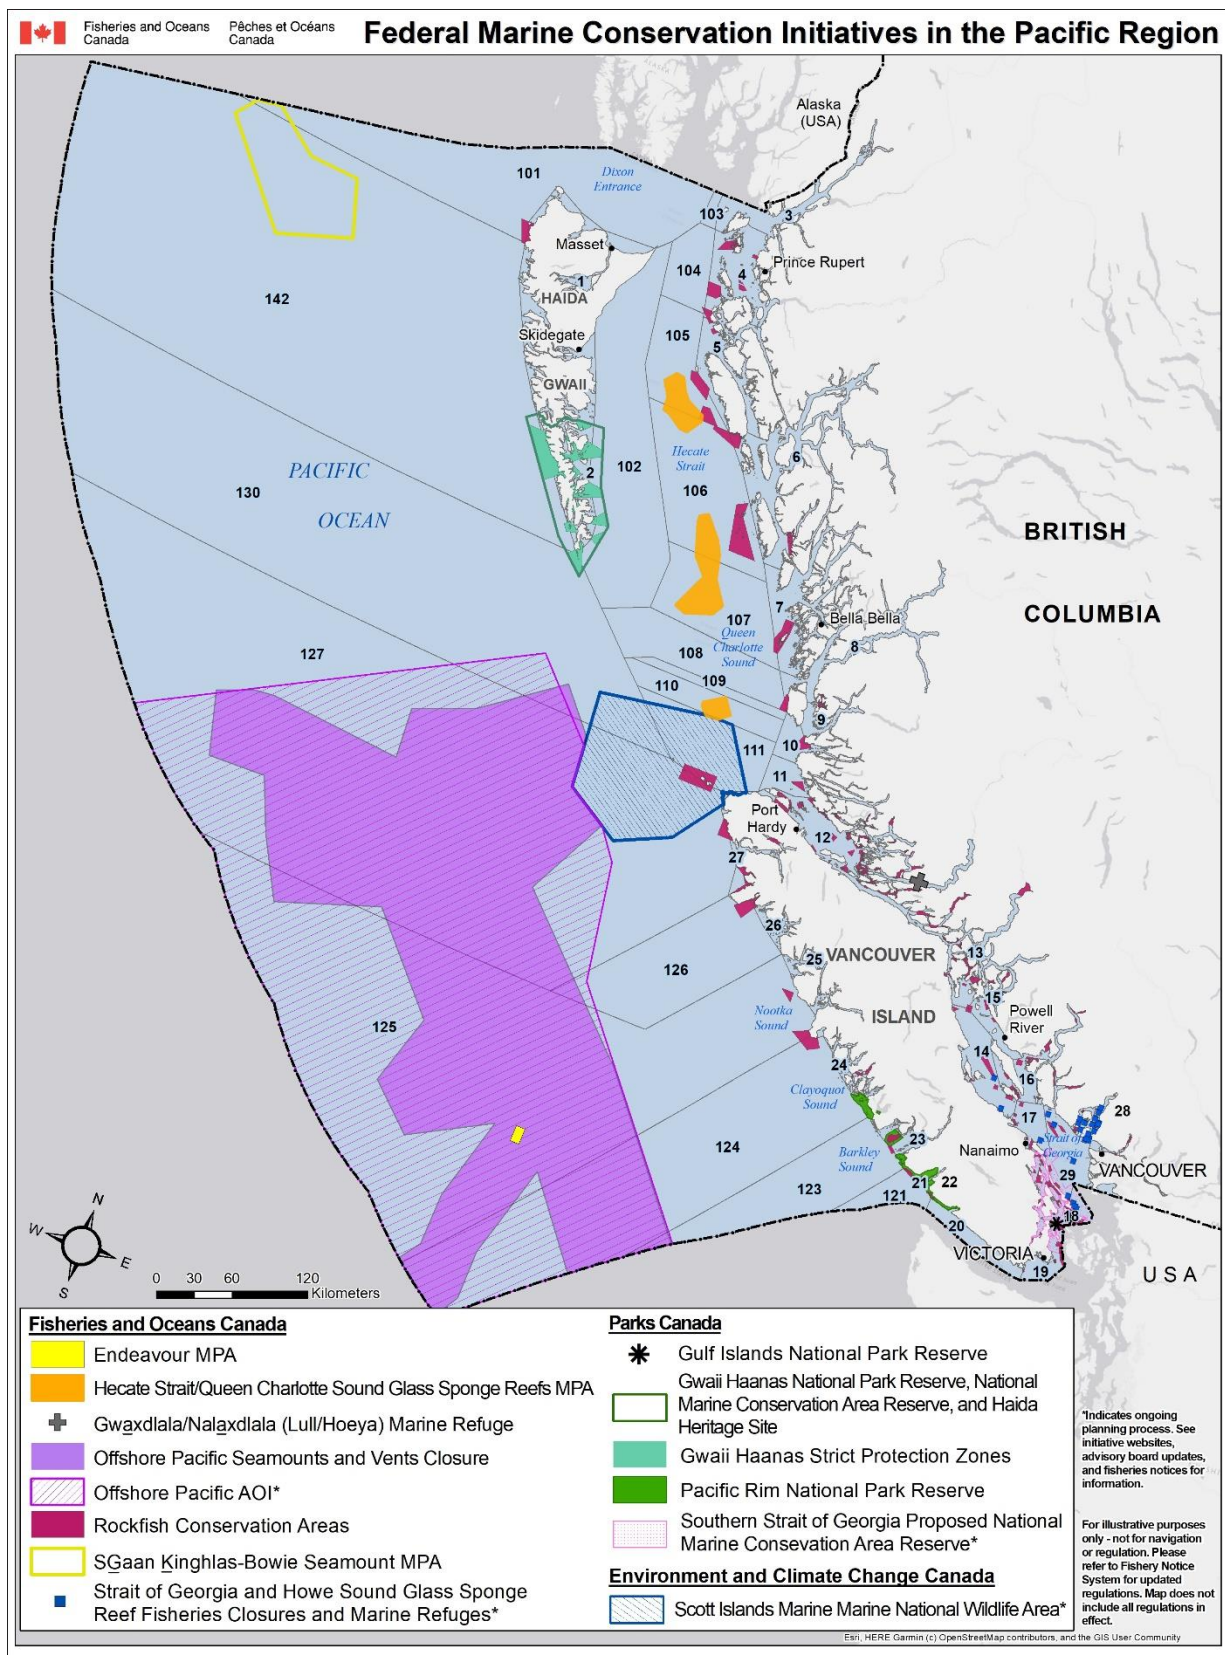 Fisheries and Oceans
Canada
Pêches et Océans
Canada
Federal Marine Conservation Initiatives in the Pacific Region
Alaska
(USA)
101
Dixon
Entrance
103
3
Masset
104
4
Prince Rupert
1
HAIDA
142
Skidegate
105
5
GWAII
PACIFIC
OCEAN
130
2
102
Hecate
Strait
106
6
BRITISH
COLUMBIA
107
7
Bella Bella
Queen
Charlotte
Sound
8
127
108
109
110
9
111
10
11
Port
Hardy
12
27
26
VANCOUVER
13
126
25
15
ISLAND
Powell
River
Nootka
Sound
125
14
24
16
Clayoquot
Sound
17
28
124
23
Nanaimo
Strait of
Georgia
Barkley
Sound
VANCOUVER
123
21
22
29
121
18
20
VICTORIA
19
USA
N
W
E
S
0 30 60 120
Kilometers
Fisheries and Oceans Canada
Endeavour MPA
Hecate Strait/Queen Charlotte Sound Glass Sponge Reefs MPA
Gwa̱xdlala/Nala̱xdlala (Lull/Hoeya) Marine Refuge
Offshore Pacific Seamounts and Vents Closure
Offshore Pacific AOI*
Rockfish Conservation Areas
SG̱aan Ḵinghlas-Bowie Seamount MPA
Strait of Georgia and Howe Sound Glass Sponge
Reef Fisheries Closures and Marine Refuges*
Parks Canada
Gulf Islands National Park Reserve
Gwaii Haanas National Park Reserve, National
Marine Conservation Area Reserve, and Haida
Heritage Site
Gwaii Haanas Strict Protection Zones
Pacific Rim National Park Reserve
Southern Strait of Georgia Proposed National
Marine Consevation Area Reserve*
Environment and Climate Change Canada
Scott Islands Marine Marine National Wildlife Area*
*Indicates ongoing
planning process. See
initiative websites,
advisory board updates,
and fisheries notices for
information.
For illustrative purposes
only - not for navigation
or regulation. Please
refer to Fishery Notice
System for updated
regulations. Map does not
include all regulations in
effect.
Esri, HERE Garmin (c) OpenStreetMap contributors, and the GIS User Community